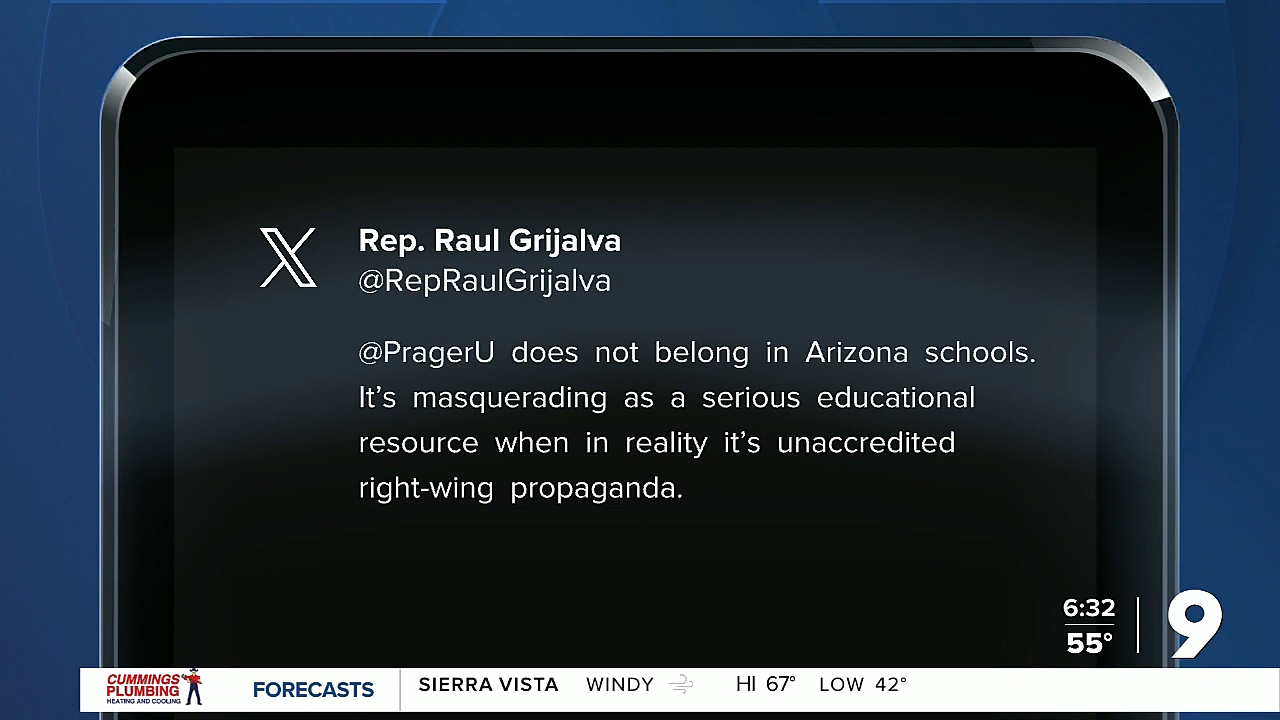 Rep. Raul Grijalva
@RepRaulGrijalva
@PragerU does not belong in Arizona schools.
It’s masquerading as a serious educational
resource when in reality it’s unaccredited
right-wing propaganda.
6:32
55°
9
CUMMINGS
PLUMBING
HEATING AND COOLING
FORECASTS
SIERRA VISTA WINDY HI 67° LOW 42°